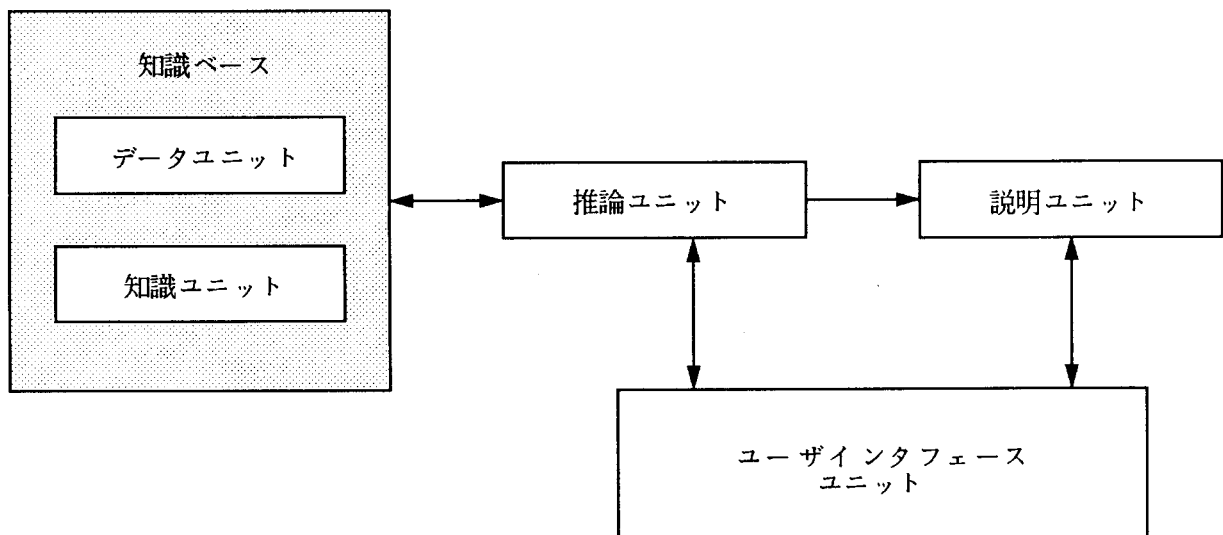 知識ベース
データユニット
知識ユニット
推論ユニット
説明ユニット
ユーザインタフェース
ユニット